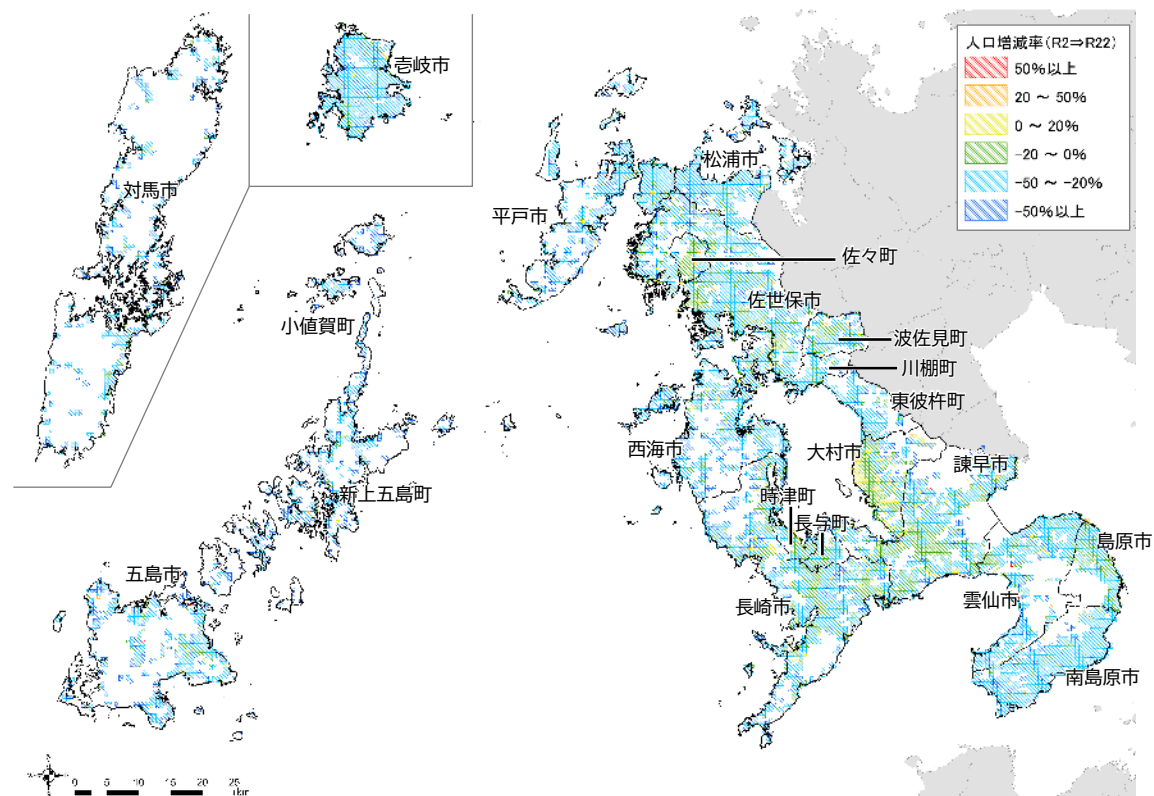 人口増減率(R2⇒R22)
50%以上
20 ～ 50%
0 ～ 20%
-20 ～ 0%
-50 ～ -20%
-50%以上
壱岐市
対馬市
松浦市
平戸市
佐々町
佐世保市
小値賀町
波佐見町
川棚町
東彼杵町
西海市
大村市
諫早市
新上五島町
時津町
長与町
島原市
五島市
長崎市
雲仙市
南島原市
0 5 10 15 20 25
km